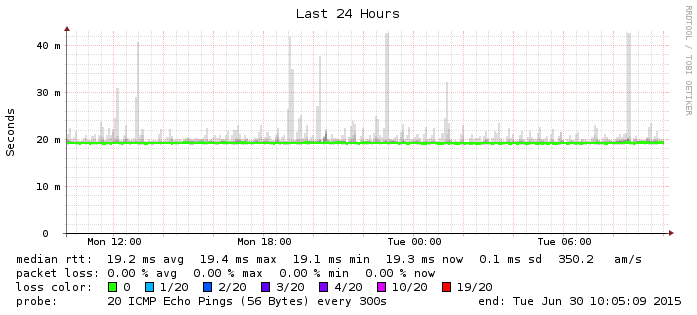 Last 24 Hours
RRDTOOL / TOBI OETIKER
Seconds
40 m
30 m
20 m
10 m
0
Mon 12:00 Mon 18:00 Tue 00:00 Tue 06:00
median rtt: 19.2 ms avg 19.4 ms max 19.1 ms min 19.3 ms now 0.1 ms sd 350.2 am/s
packet loss: 0.00 % avg 0.00 % max 0.00 % min 0.00 % now
loss color: 0 1/20 2/20 3/20 4/20 10/20 19/20
probe: 20 ICMP Echo Pings (56 Bytes) every 300s end: Tue Jun 30 10:05:09 2015